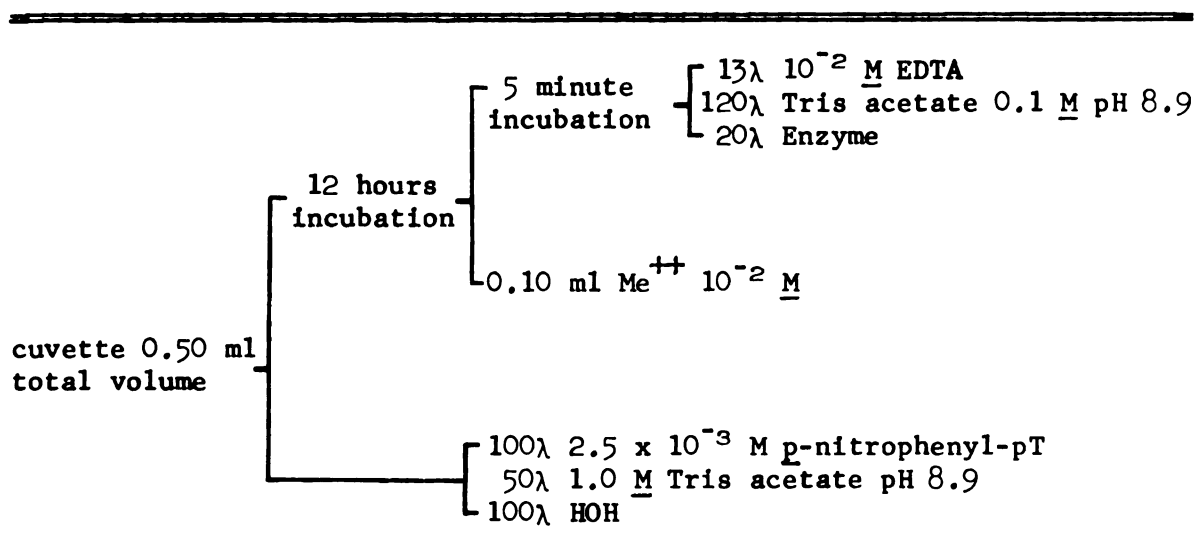 13λ 10⁻² M EDTA
5 minute incubation
120λ Tris acetate 0.1 M pH 8.9
20λ Enzyme
12 hours incubation
0.10 ml Me⁺⁺ 10⁻² M
cuvette 0.50 ml
total volume
100λ 2.5 x 10⁻³ M p-nitrophenyl-pT
50λ 1.0 M Tris acetate pH 8.9
100λ HOH